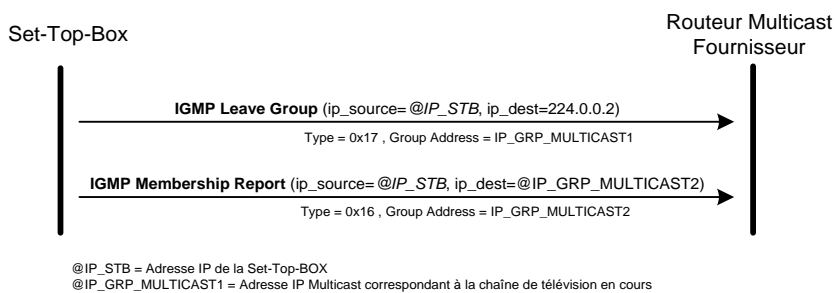 Set-Top-Box
Routeur Multicast
Fournisseur
IGMP Leave Group (ip_source=@IP_STB, ip_dest=224.0.0.2)
Type = 0x17 , Group Address = IP_GRP_MULTICAST1
IGMP Membership Report (ip_source=@IP_STB, ip_dest=@IP_GRP_MULTICAST2)
Type = 0x16 , Group Address = IP_GRP_MULTICAST2
@IP_STB = Adresse IP de la Set-Top-BOX
@IP_GRP_MULTICAST1 = Adresse IP Multicast correspondant à la chaîne de télévision en cours